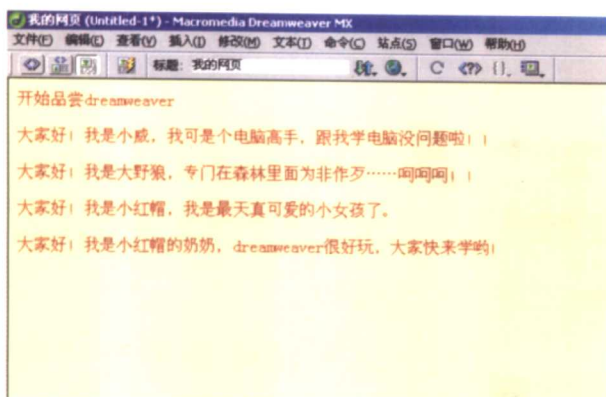 我的网页 (Untitled-1*) - Macromedia Dreamweaver MX
文件(F) 编辑(E) 查看(V) 插入(I) 修改(M) 文本(T) 命令(C) 站点(S) 窗口(W) 帮助(H)
标题: 我的网页
开始品尝dreamweaver
大家好！我是小威，我可是个电脑高手，跟我学电脑没问题啦！！
大家好！我是大野狼，专门在森林里面为非作歹……呵呵呵！！
大家好！我是小红帽，我是最天真可爱的小女孩了。
大家好！我是小红帽的奶奶，dreamweaver很好玩，大家快来学哟！